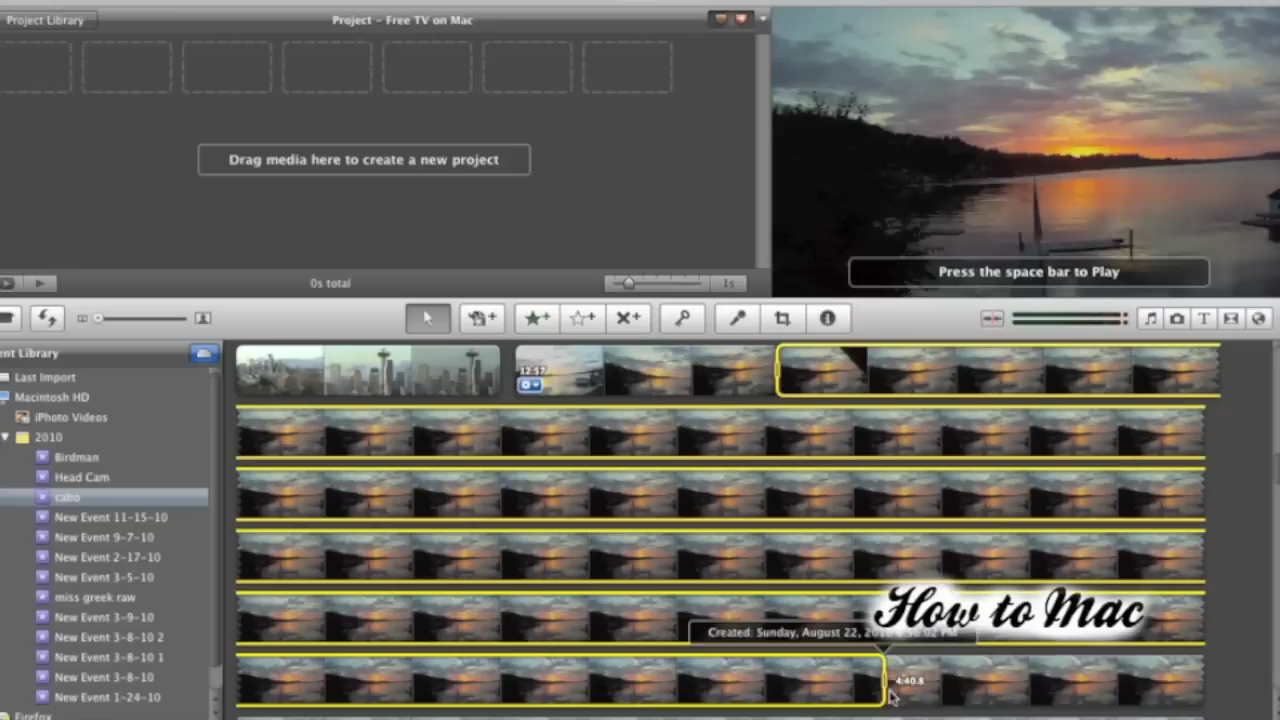 Project Library
Project – Free TV on Mac
Drag media here to create a new project
Press the space bar to Play
0s total
1s
ent Library
Last Import
Macintosh HD
iPhoto Videos
2010
Birdman
Head Cam
cabo
New Event 11-15-10
New Event 9-7-10
New Event 2-17-10
New Event 3-5-10
miss greek raw
New Event 3-9-10
New Event 3-8-10 2
New Event 3-8-10 1
New Event 3-8-10
New Event 1-24-10
Firefox
12:57
How to Mac
Created: Sunday, August 22,
4:40.8